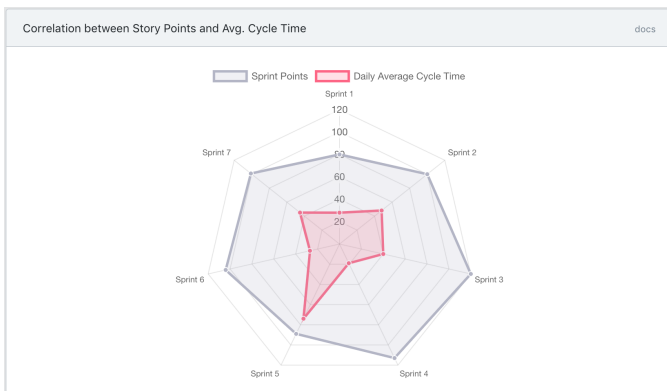 Correlation between Story Points and Avg. Cycle Time
docs
Sprint Points
Daily Average Cycle Time
Sprint 1
120
100
80
60
40
20
Sprint 2
Sprint 7
Sprint 3
Sprint 6
Sprint 4
Sprint 5